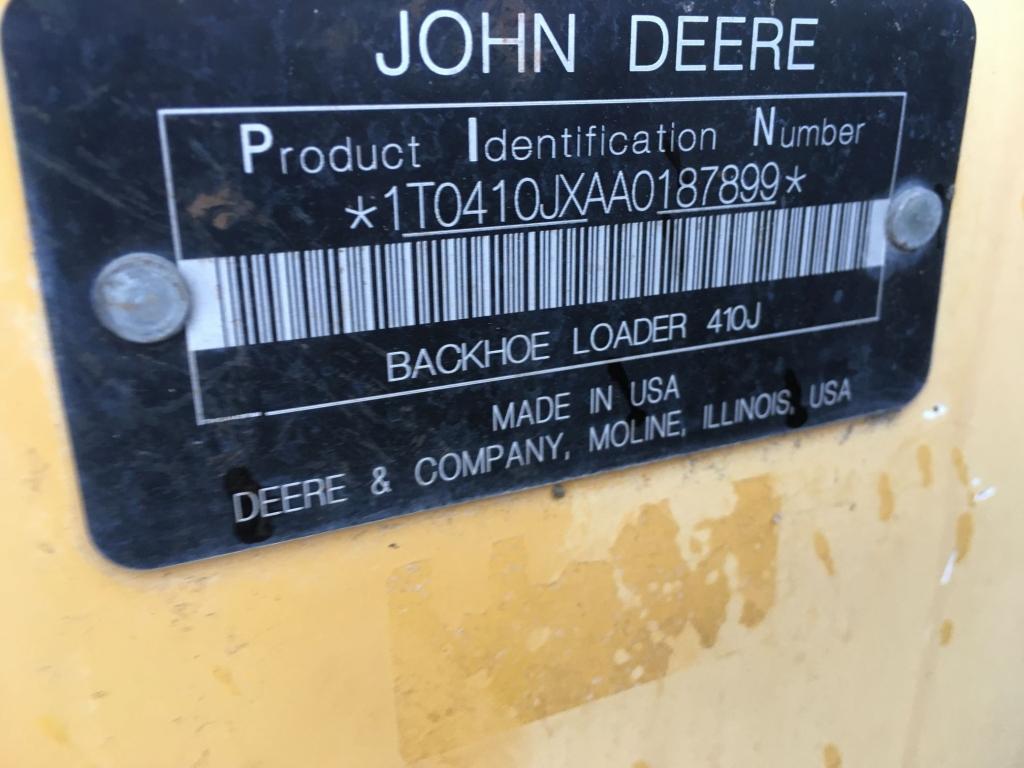 JOHN DEERE
Product Identification Number
*1T0410JXAA0187899*
BACKHOE LOADER 410J
MADE IN USA
DEERE & COMPANY, MOLINE, ILLINOIS, USA